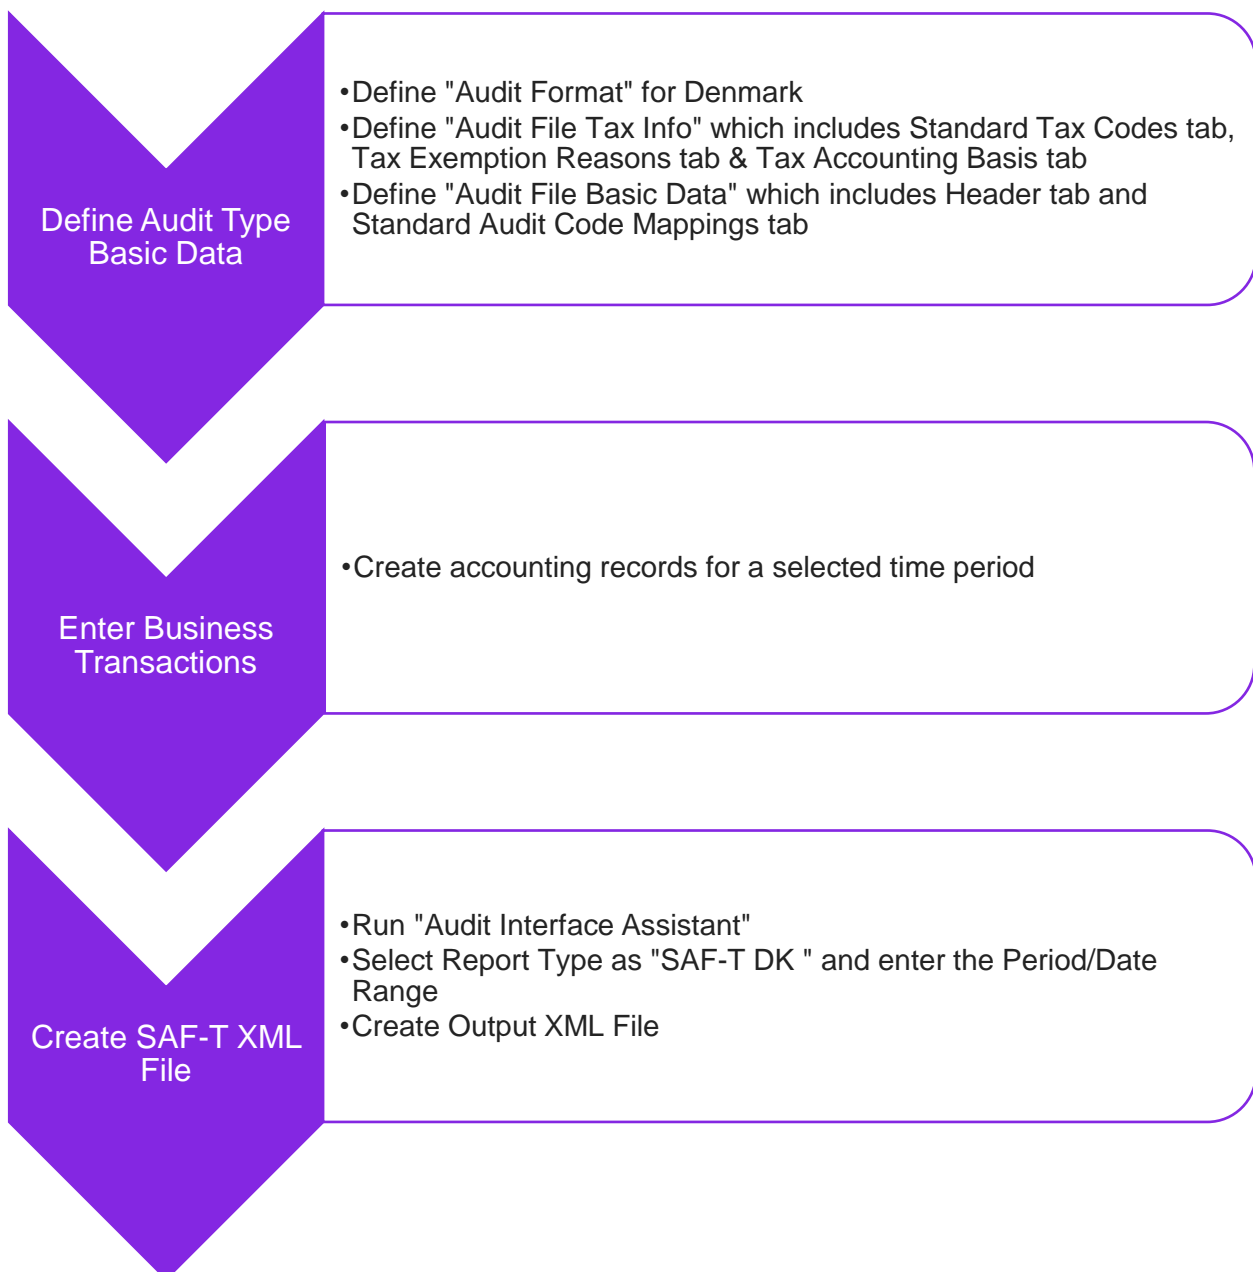 Define Audit Type
Basic Data
•Define "Audit Format" for Denmark
•Define "Audit File Tax Info" which includes Standard Tax Codes tab,
Tax Exemption Reasons tab & Tax Accounting Basis tab
•Define "Audit File Basic Data" which includes Header tab and
Standard Audit Code Mappings tab
Enter Business
Transactions
•Create accounting records for a selected time period
Create SAF-T XML
File
•Run "Audit Interface Assistant"
•Select Report Type as "SAF-T DK " and enter the Period/Date
Range
•Create Output XML File